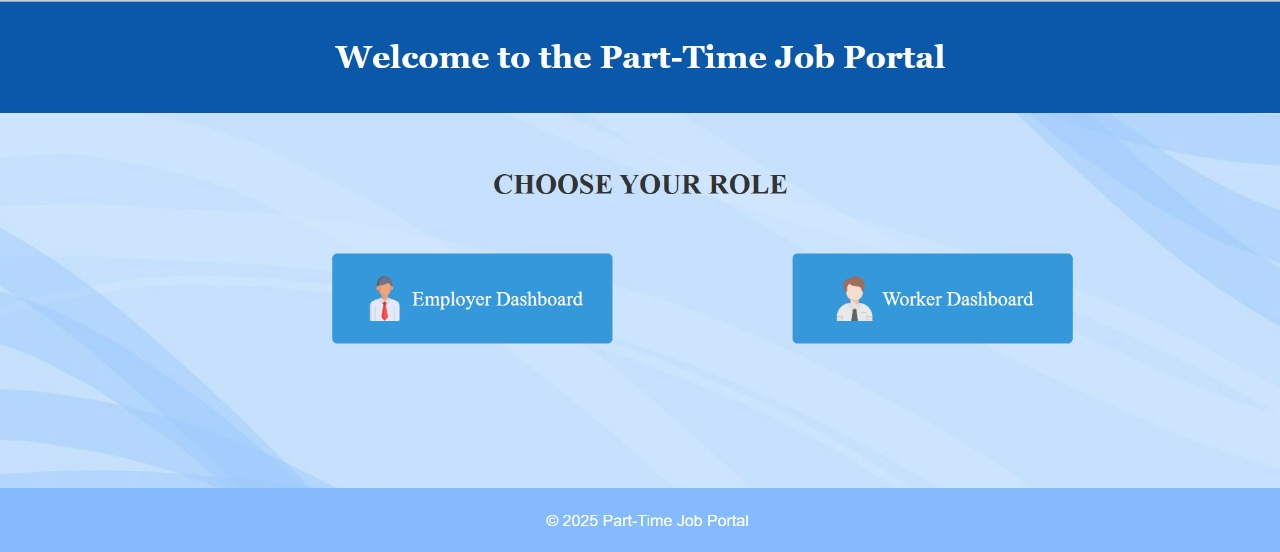 Welcome to the Part-Time Job Portal
CHOOSE YOUR ROLE
Employer Dashboard
Worker Dashboard
© 2025 Part-Time Job Portal